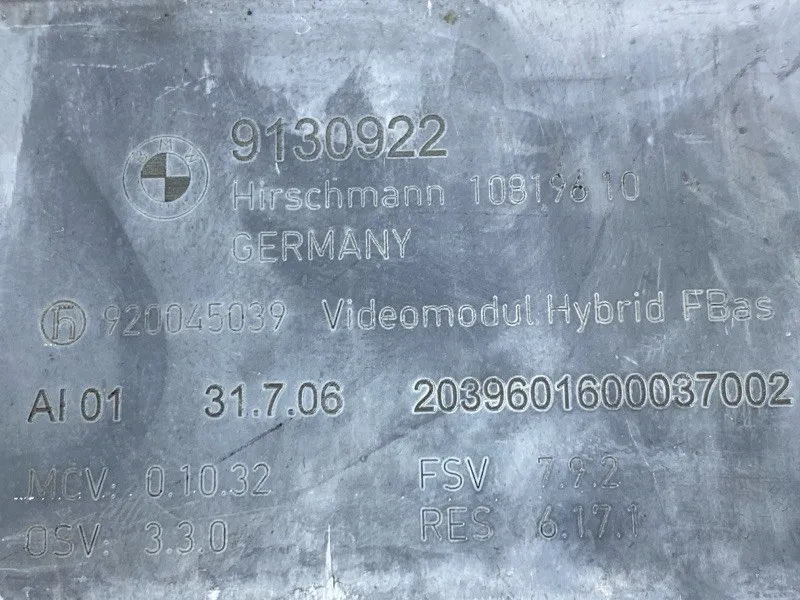 BMW
9130922
Hirschmann 10819610
GERMANY
h 920045039 Videomodul Hybrid FBas
AI 01 31.7.06 2039601600037002
MCV: 0.10.32 FSV 7.9.2
OSV: 3.3.0 RES 6.17.1